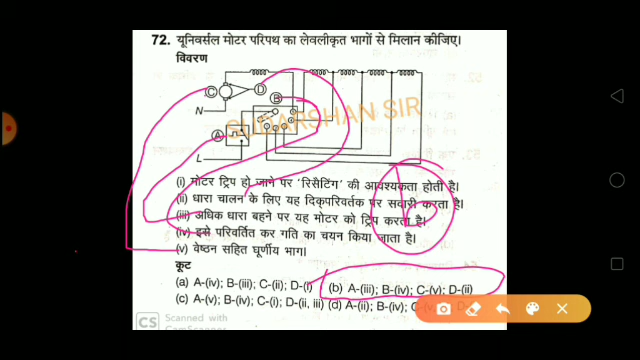 72. यूनिवर्सल मोटर परिपथ का लेवलीकृत भागों से मिलान कीजिए।
विवरण
C
D
B
N
SUDARSHAN SIR
A
L
(i) मोटर ट्रिप हो जाने पर 'रिसेटिंग' की आवश्यकता होती है।
(ii) धारा चालन के लिए यह दिक्परिवर्तक पर सवारी करता है।
(iii) अधिक धारा बहने पर यह मोटर को ट्रिप करता है।
(iv) इसे परिवर्तित कर गति का चयन किया जाता है।
(v) वेष्ठन सहित घूर्णीय भाग।
b
कूट
(a) A-(iv); B-(iii); C-(ii); D-(i) (b) A-(iii); B-(iv); C-(v); D-(ii)
(c) A-(v); B-(iv); C-(i); D-(ii, iii) (d) A-(ii); B-(iv);
CS Scanned with